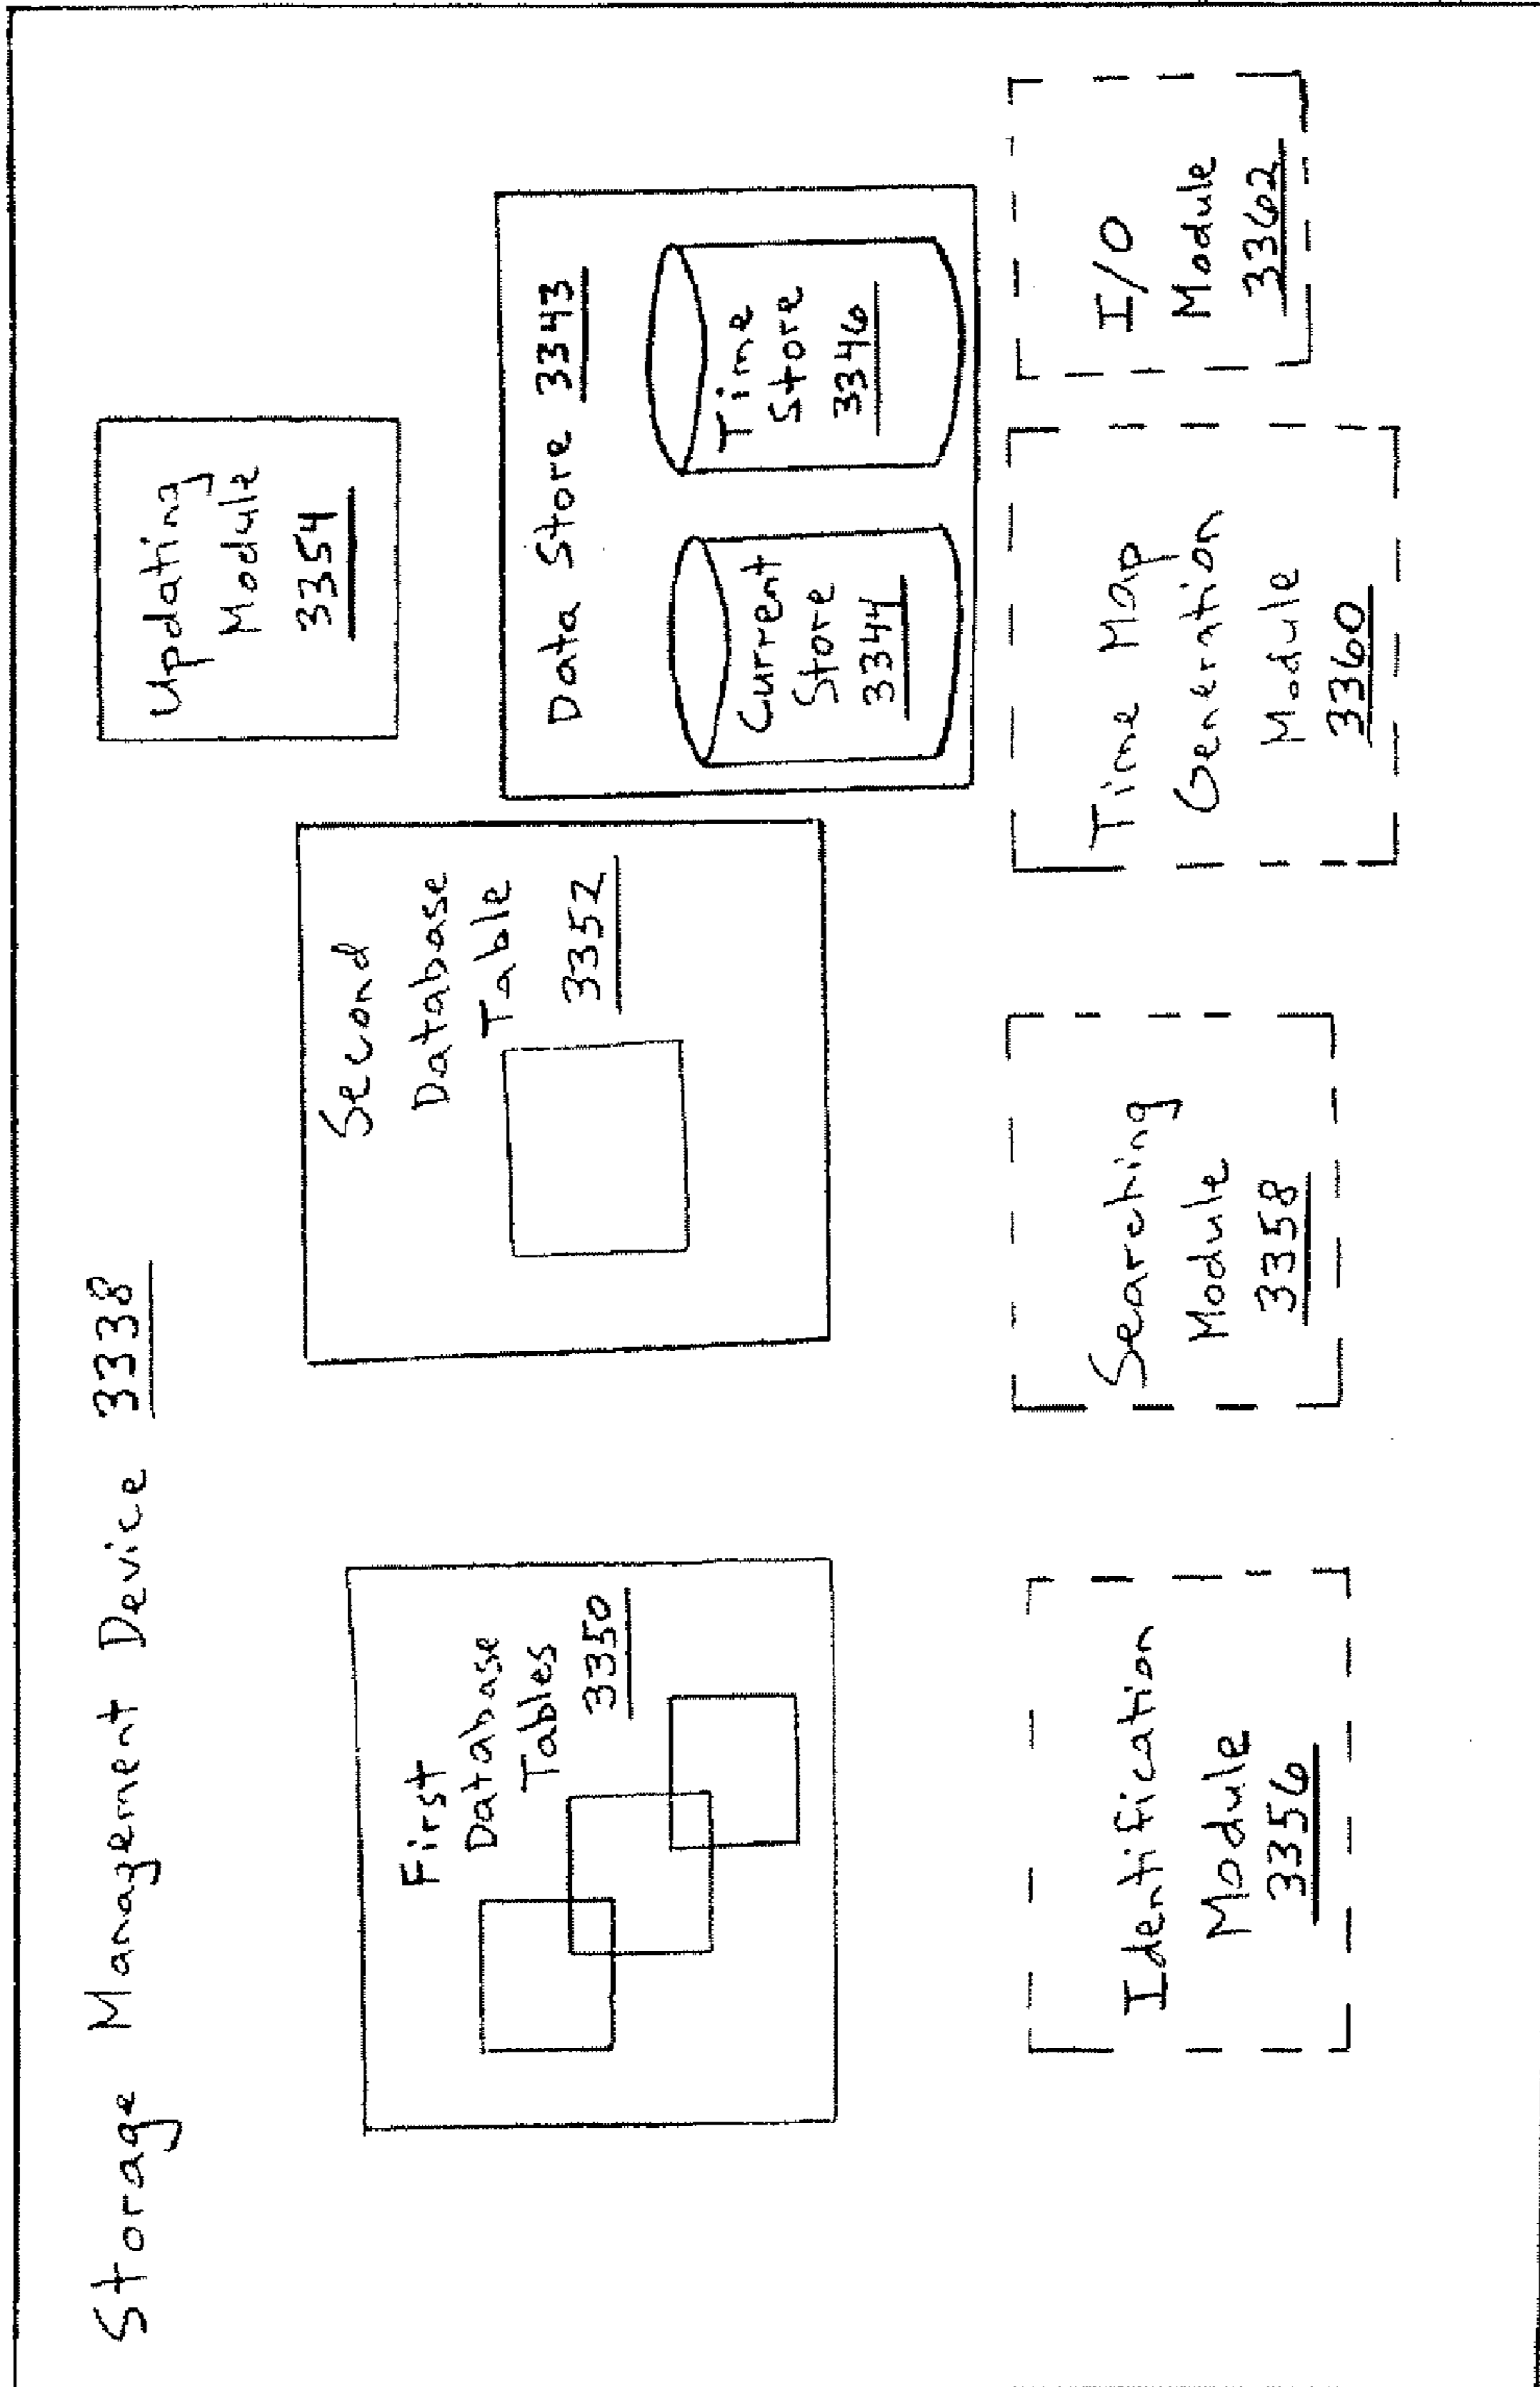 Storage Management Device 3338
Updating
Module
3354
First
Database
Tables
3350
Second
Database
Table
3352
Data Store 3343
Current
Store
3344
Time
Store
3346
Identification
Module
3356
Searching
Module
3358
Time Map
Generation
Module
3360
I/O
Module
3362